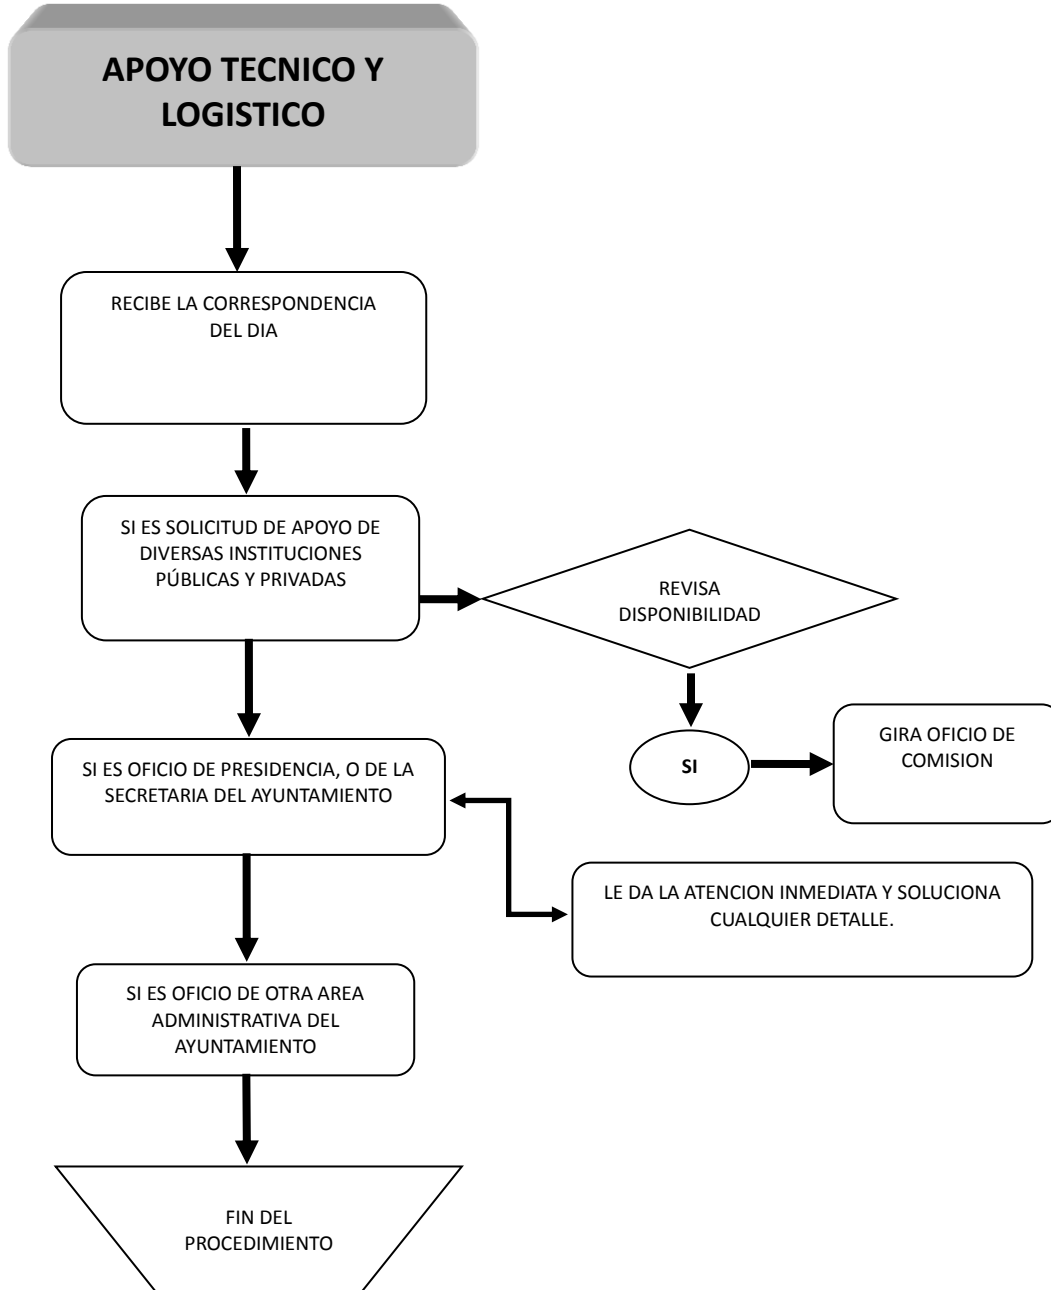 APOYO TECNICO Y
LOGISTICO
RECIBE LA CORRESPONDENCIA
DEL DIA
SI ES SOLICITUD DE APOYO DE
DIVERSAS INSTITUCIONES
PÚBLICAS Y PRIVADAS
REVISA
DISPONIBILIDAD
SI
GIRA OFICIO DE
COMISION
SI ES OFICIO DE PRESIDENCIA, O DE LA
SECRETARIA DEL AYUNTAMIENTO
LE DA LA ATENCION INMEDIATA Y SOLUCIONA
CUALQUIER DETALLE.
SI ES OFICIO DE OTRA AREA
ADMINISTRATIVA DEL
AYUNTAMIENTO
FIN DEL
PROCEDIMIENTO